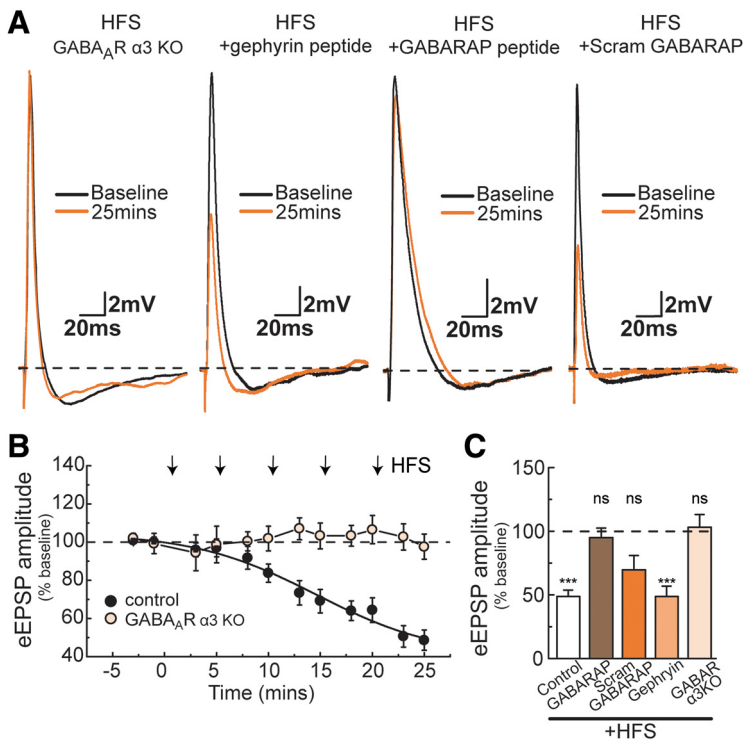 A
HFS
GABAAR α3 KO
HFS
+gephyrin peptide
HFS
+GABARAP peptide
HFS
+Scram GABARAP
Baseline
25mins
2mV
20ms
Baseline
25mins
2mV
20ms
Baseline
25mins
2mV
20ms
Baseline
25mins
2mV
20ms
B
HFS
eEPSP amplitude
(% baseline)
140
120
100
80
60
40
control
GABAAR α3 KO
-5
0
5
10
15
20
25
Time (mins)
C
eEPSP amplitude
(% baseline)
150
100
50
0
***
ns
ns
***
ns
Control
GABARAP
Scram
GABARAP
Gephryin
GABAR
α3KO
+HFS